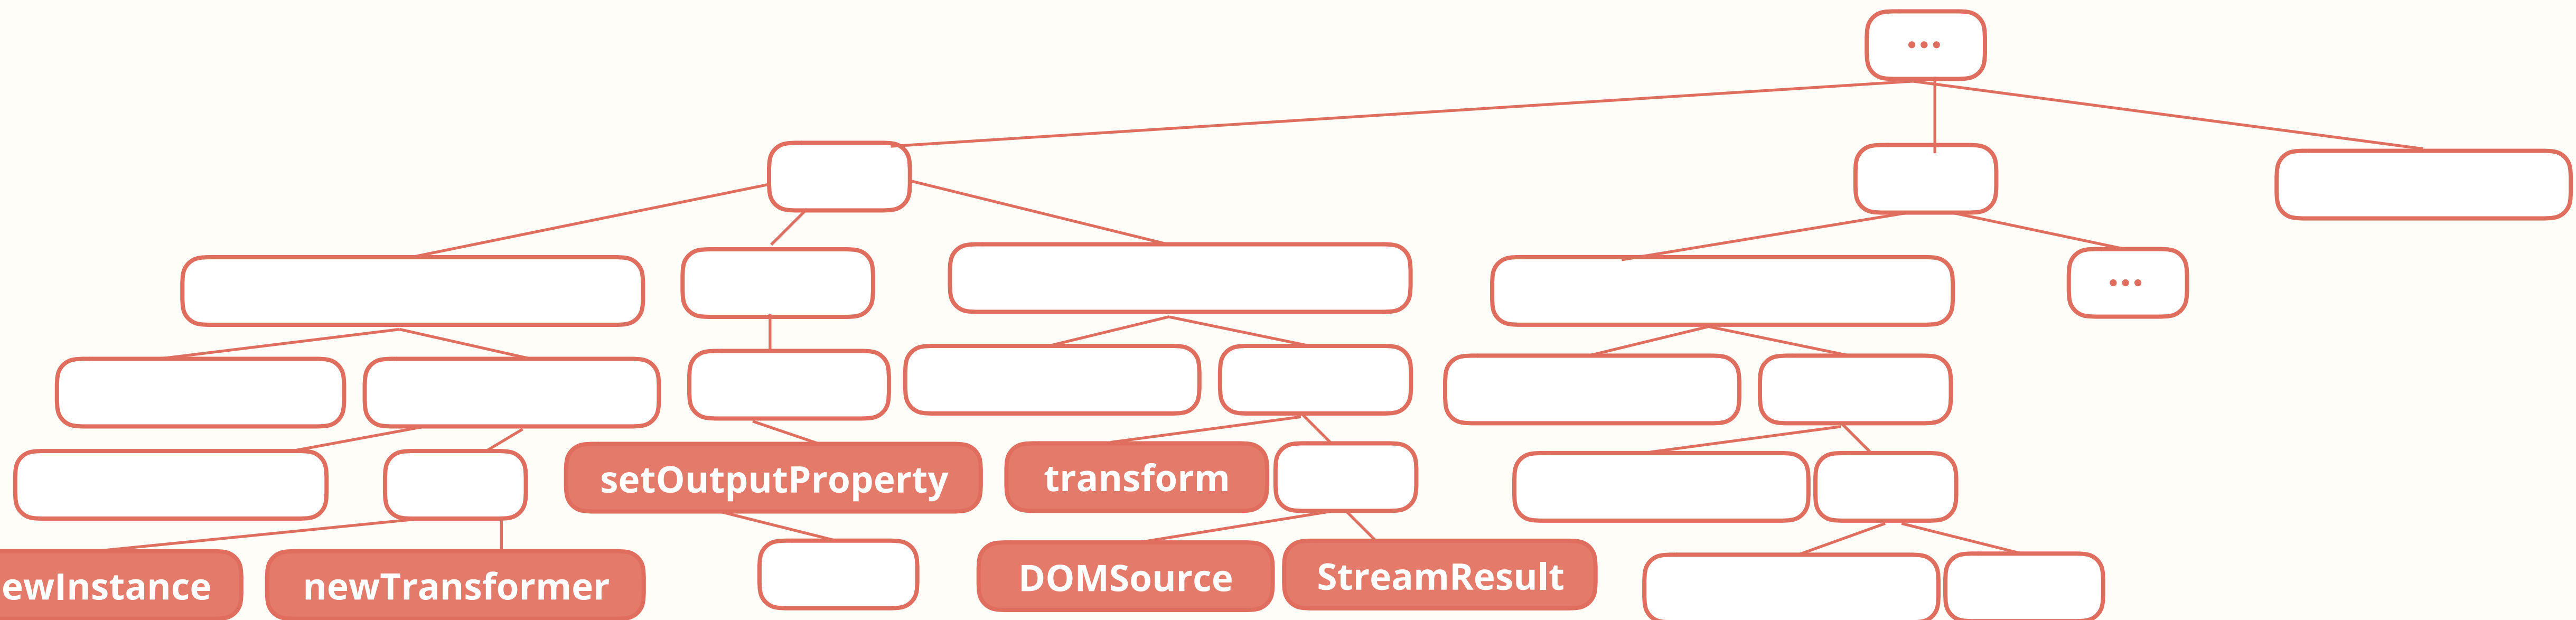 ...
...
setOutputProperty
transform
ewInstance
newTransformer
DOMSource
StreamResult